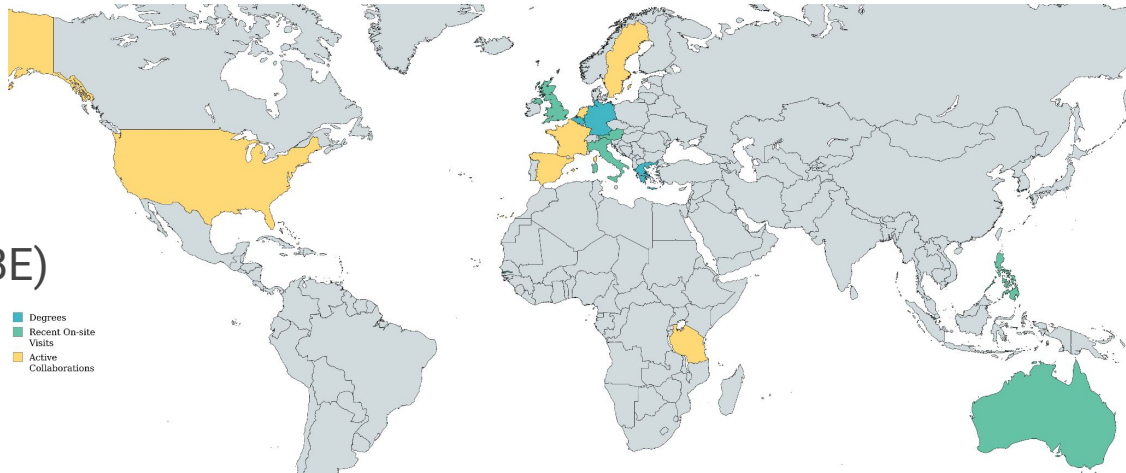 BE)
Degrees
Recent On-site
Visits
Active
Collaborations